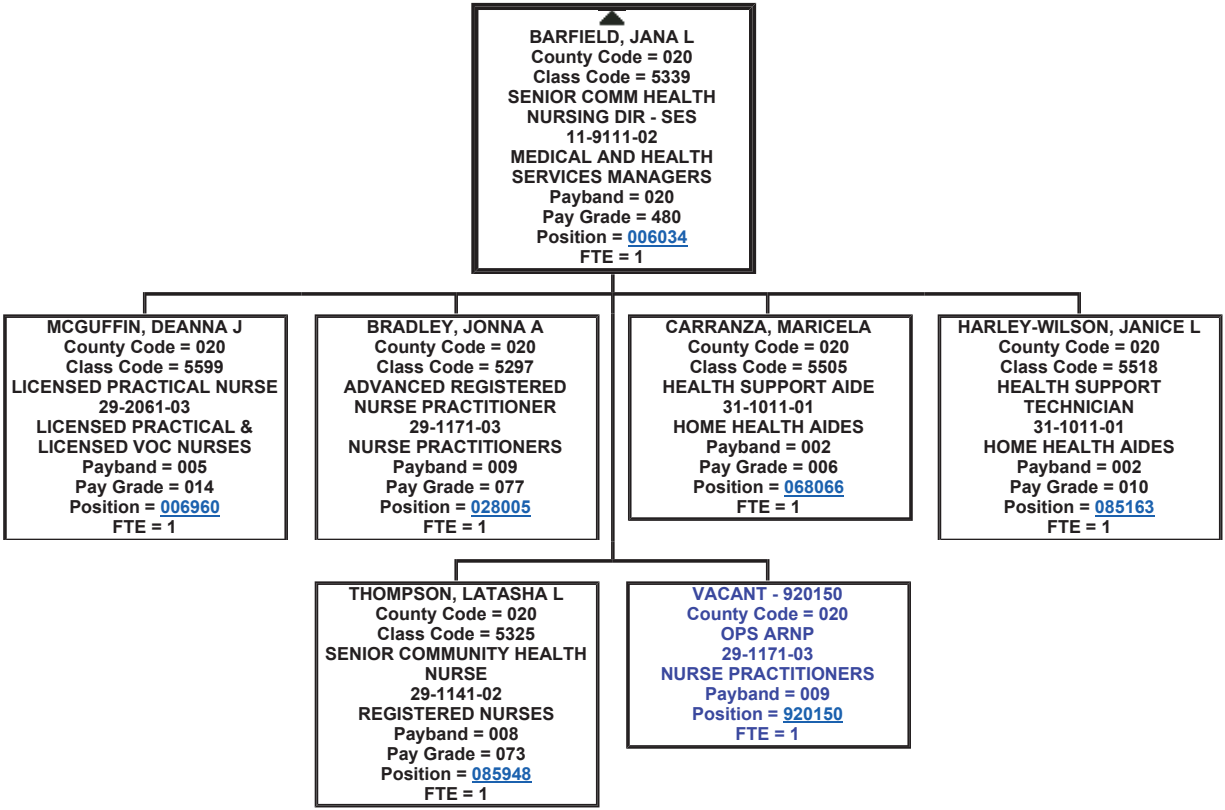 BARFIELD, JANA L
County Code = 020
Class Code = 5339
SENIOR COMM HEALTH
NURSING DIR - SES
11-9111-02
MEDICAL AND HEALTH
SERVICES MANAGERS
Payband = 020
Pay Grade = 480
Position = 006034
FTE = 1
MCGUFFIN, DEANNA J
County Code = 020
Class Code = 5599
LICENSED PRACTICAL NURSE
29-2061-03
LICENSED PRACTICAL &
LICENSED VOC NURSES
Payband = 005
Pay Grade = 014
Position = 006960
FTE = 1
BRADLEY, JONNA A
County Code = 020
Class Code = 5297
ADVANCED REGISTERED
NURSE PRACTITIONER
29-1171-03
NURSE PRACTITIONERS
Payband = 009
Pay Grade = 077
Position = 028005
FTE = 1
CARRANZA, MARICELA
County Code = 020
Class Code = 5505
HEALTH SUPPORT AIDE
31-1011-01
HOME HEALTH AIDES
Payband = 002
Pay Grade = 006
Position = 068066
FTE = 1
HARLEY-WILSON, JANICE L
County Code = 020
Class Code = 5518
HEALTH SUPPORT
TECHNICIAN
31-1011-01
HOME HEALTH AIDES
Payband = 002
Pay Grade = 010
Position = 085163
FTE = 1
THOMPSON, LATASHA L
County Code = 020
Class Code = 5325
SENIOR COMMUNITY HEALTH
NURSE
29-1141-02
REGISTERED NURSES
Payband = 008
Pay Grade = 073
Position = 085948
FTE = 1
VACANT - 920150
County Code = 020
OPS ARNP
29-1171-03
NURSE PRACTITIONERS
Payband = 009
Position = 920150
FTE = 1